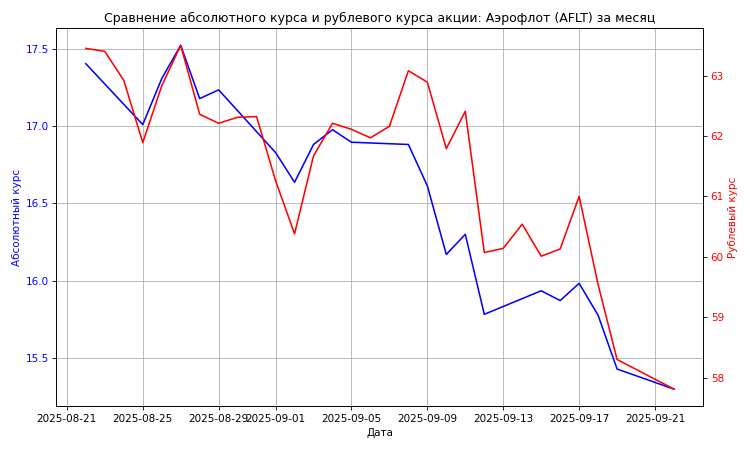 Сравнение абсолютного курса и рублевого курса акции: Аэрофлот (AFLT) за месяц
17.5
17.0
16.5
16.0
15.5
Абсолютный курс
63
62
61
60
59
58
Рублевый курс
2025-08-21 2025-08-25 2025-08-29 2025-09-01 2025-09-05 2025-09-09 2025-09-13 2025-09-17 2025-09-21
Дата